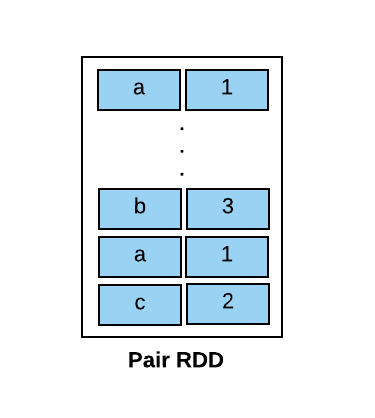 a 1
.
.
.
b 3
a 1
c 2
Pair RDD